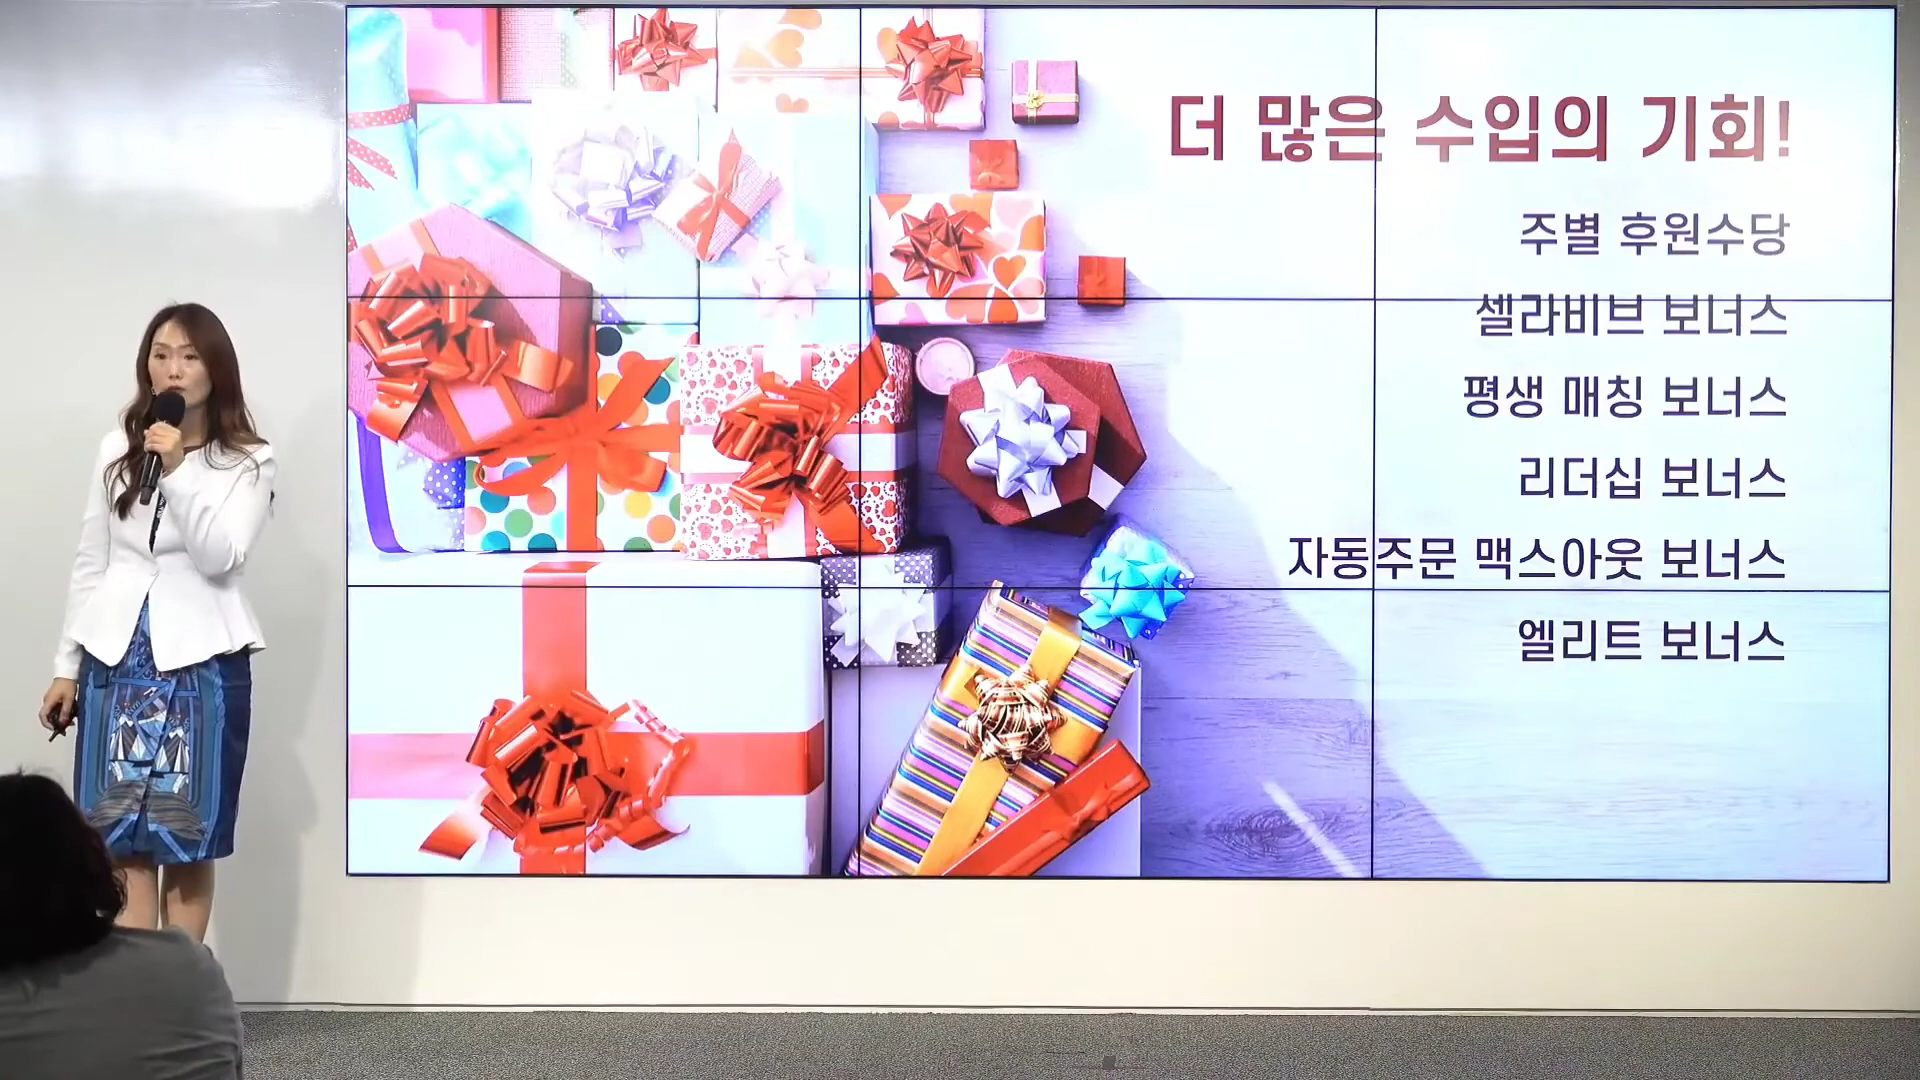 더 많은 수입의 기회!
주별 후원수당
셀라비브 보너스
평생 매칭 보너스
리더십 보너스
자동주문 맥스아웃 보너스
엘리트 보너스